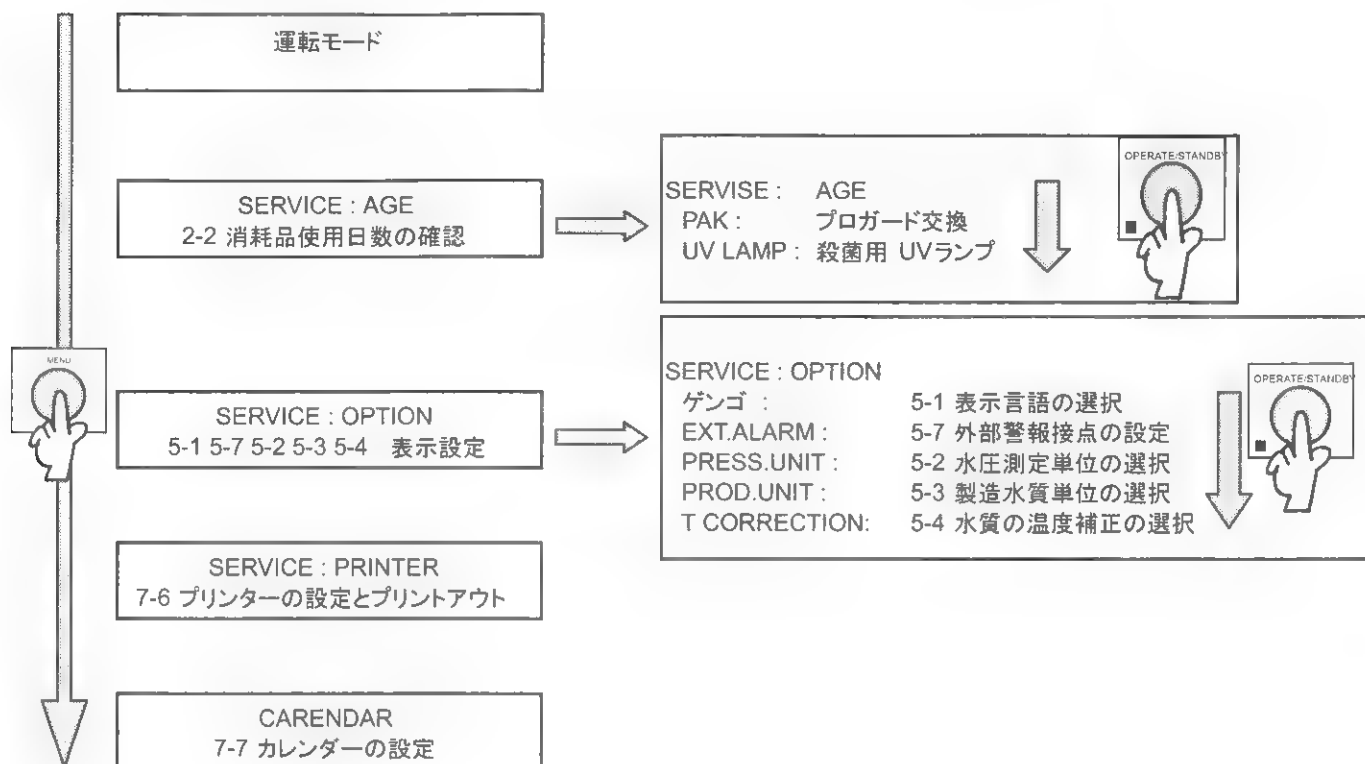 運転モード
SERVICE : AGE
2-2 消耗品使用日数の確認
SERVISE : AGE
PAK : プロガード交換
UV LAMP : 殺菌用 UVランプ
OPERATE/STANDBY
MENU
SERVICE : OPTION
5-1 5-7 5-2 5-3 5-4 表示設定
SERVICE : OPTION
ゲンゴ : 5-1 表示言語の選択
EXT.ALARM : 5-7 外部警報接点の設定
PRESS.UNIT : 5-2 水圧測定単位の選択
PROD.UNIT : 5-3 製造水質単位の選択
T CORRECTION: 5-4 水質の温度補正の選択
OPERATE/STANDBY
SERVICE : PRINTER
7-6 プリンターの設定とプリントアウト
CARENDAR
7-7 カレンダーの設定